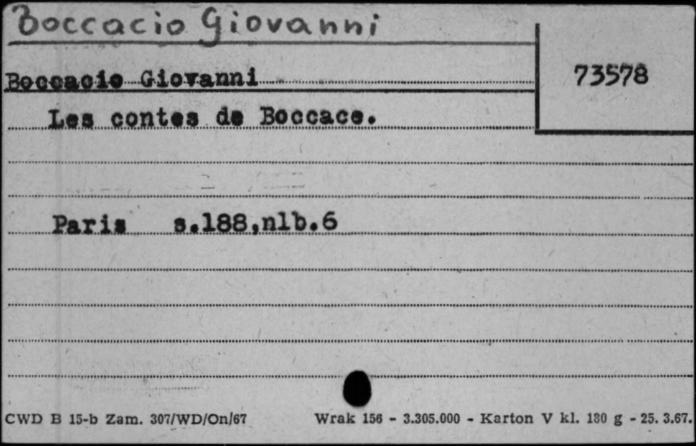 Boccacio Giovanni
73578
Boccacio Giovanni
Les contes de Boccace.
Paris s.188,nlb.6
CWD B 15-b Zam. 307/WD/On/67 Wrak 156 - 3.305.000 - Karton V kl. 180 g - 25. 3.67.